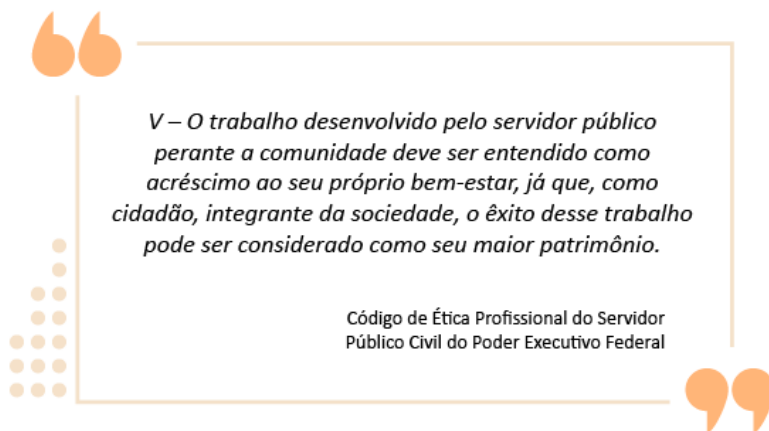 V – O trabalho desenvolvido pelo servidor público
perante a comunidade deve ser entendido como
acréscimo ao seu próprio bem-estar, já que, como
cidadão, integrante da sociedade, o êxito desse trabalho
pode ser considerado como seu maior patrimônio.
Código de Ética Profissional do Servidor
Público Civil do Poder Executivo Federal